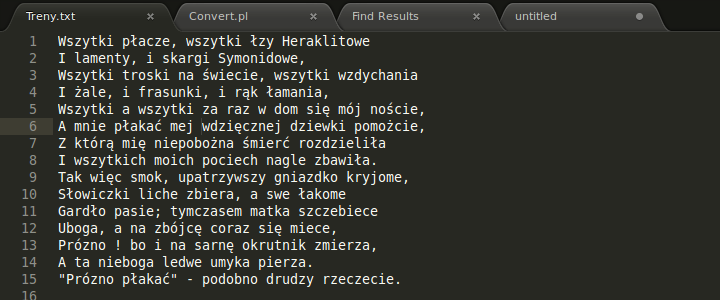 Treny.txt × Convert.pl × Find Results × untitled
1 Wszytki płacze, wszytki łzy Heraklitowe
2 I lamenty, i skargi Symonidowe,
3 Wszytki troski na świecie, wszytki wzdychania
4 I żale, i frasunki, i rąk łamania,
5 Wszytki a wszytki za raz w dom się mój noście,
6 A mnie płakać mej wdzięcznej dziewki pomożcie,
7 Z którą mię niepobożna śmierć rozdzieliła
8 I wszytkich moich pociech nagle zbawiła.
9 Tak więc smok, upatrzywszy gniazdko kryjome,
10 Słowiczki liche zbiera, a swe łakome
11 Gardło pasie; tymczasem matka szczebiece
12 Uboga, a na zbójcę coraz się miece,
13 Prózno ! bo i na sarnę okrutnik zmierza,
14 A ta nieboga ledwe umyka pierza.
15 "Prózno płakać" - podobno drudzy rzeczecie.
16